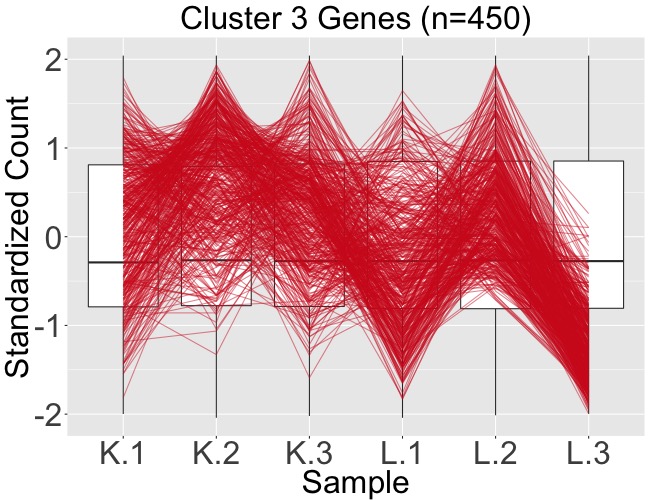 Cluster 3 Genes (n=450)
Standardized Count
2
1
0
-1
-2
K.1 K.2 K.3 L.1 L.2 L.3
Sample